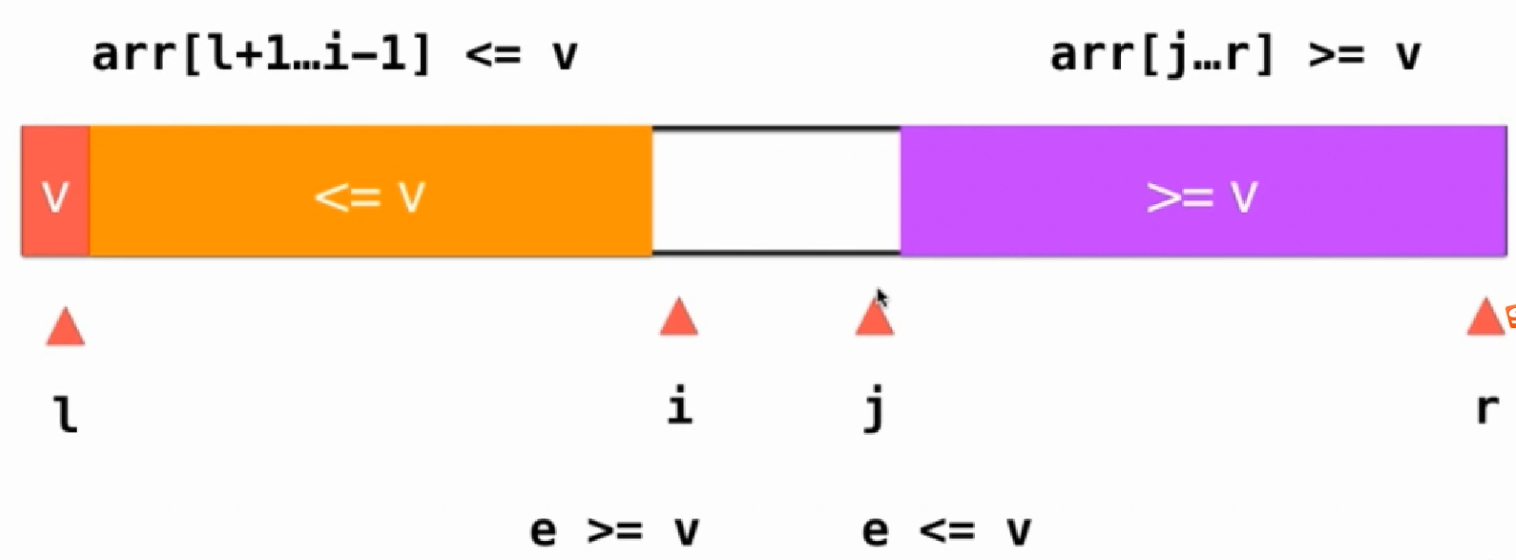 arr[l+1…i-1] <= v arr[j…r] >= v
v <= v >= v
l i j r
e >= v e <= v